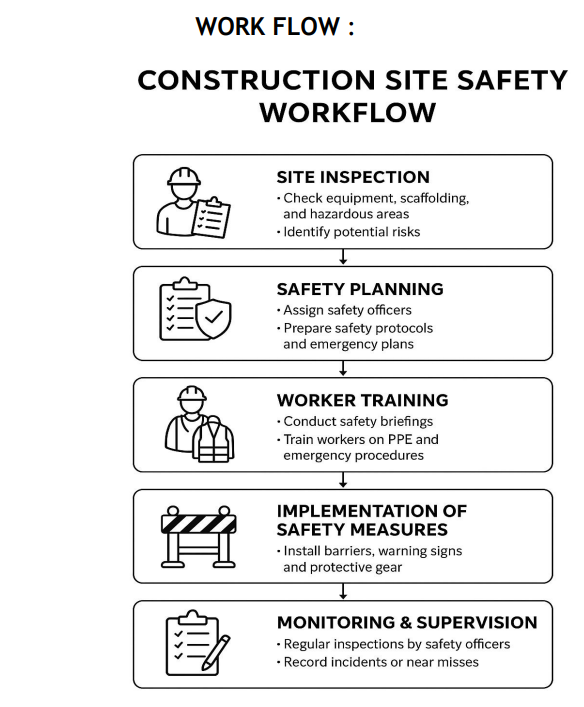 WORK FLOW :
CONSTRUCTION SITE SAFETY
WORKFLOW
SITE INSPECTION
• Check equipment, scaffolding,
and hazardous areas
• Identify potential risks
SAFETY PLANNING
• Assign safety officers
• Prepare safety protocols
and emergency plans
WORKER TRAINING
• Conduct safety briefings
• Train workers on PPE and
emergency procedures
IMPLEMENTATION OF
SAFETY MEASURES
• Install barriers, warning signs
and protective gear
MONITORING & SUPERVISION
• Regular inspections by safety officers
• Record incidents or near misses